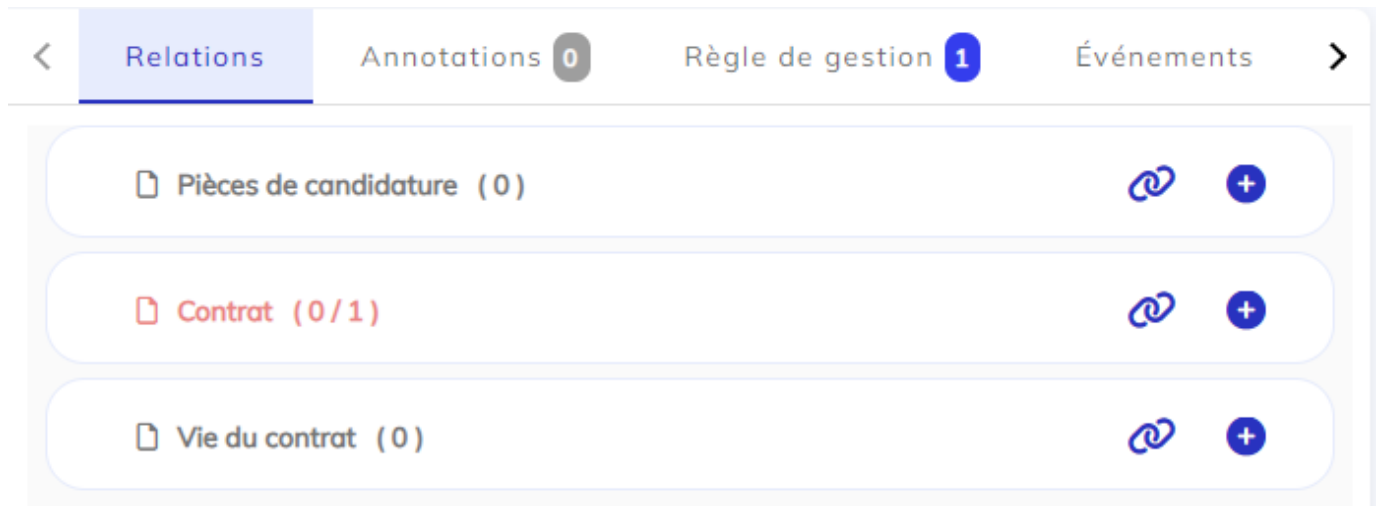 Relations Annotations 0 Règle de gestion 1 Événements
Pièces de candidature ( 0 )
Contrat ( 0 / 1 )
Vie du contrat ( 0 )